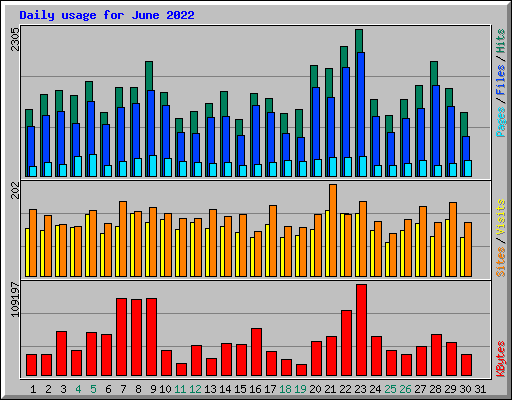 Daily usage for June 2022
2305
Pages / Files / Hits
202
Sites / Visits
109197
KBytes
1 2 3 4 5 6 7 8 9 10 11 12 13 14 15 16 17 18 19 20 21 22 23 24 25 26 27 28 29 30 31